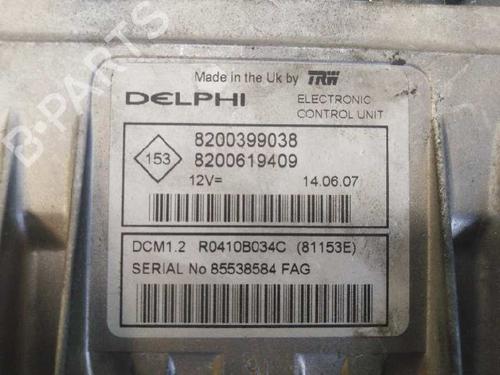 Made in the Uk by TRW
DELPHI ELECTRONIC CONTROL UNIT
153
8200399038
8200619409
12V= 14.06.07
DCM1.2 R0410B034C (81153E)
SERIAL No 85538584 FAG
B-PARTS